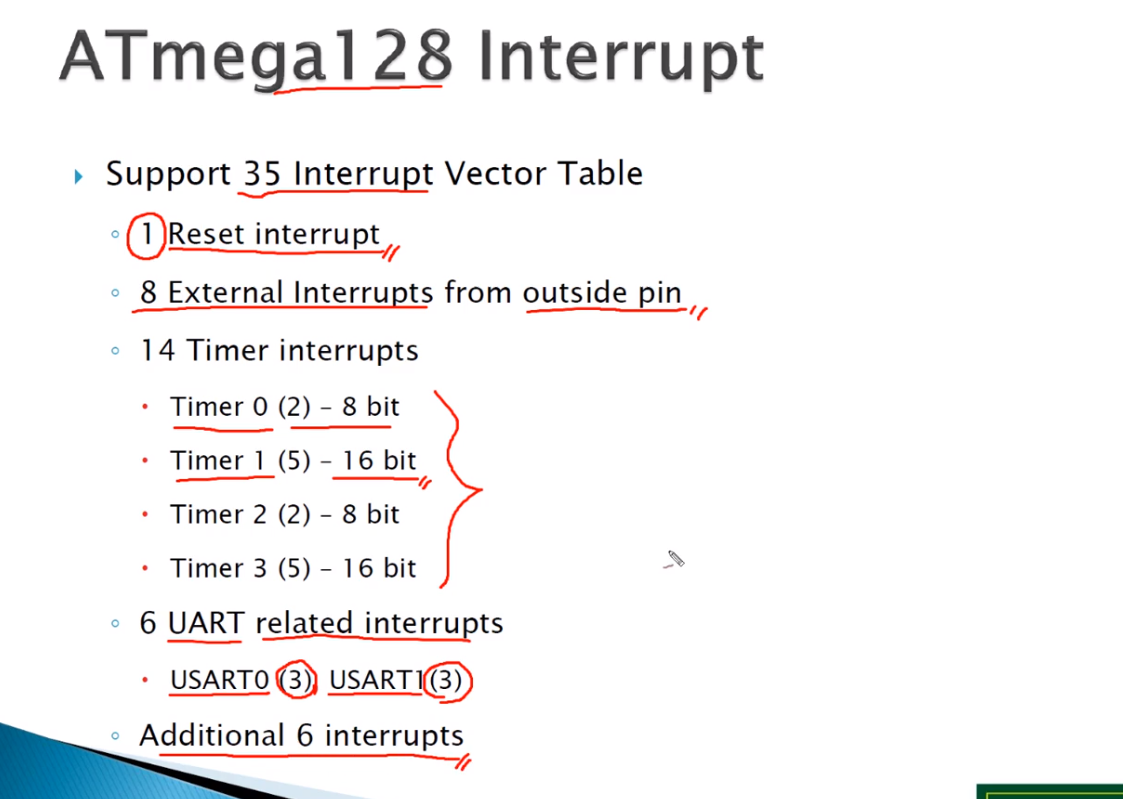 ATmega128 Interrupt
Support 35 Interrupt Vector Table
1 Reset interrupt
8 External Interrupts from outside pin
14 Timer interrupts
Timer 0 (2) – 8 bit
Timer 1 (5) – 16 bit
Timer 2 (2) – 8 bit
Timer 3 (5) – 16 bit
6 UART related interrupts
USART0 (3), USART1(3)
Additional 6 interrupts